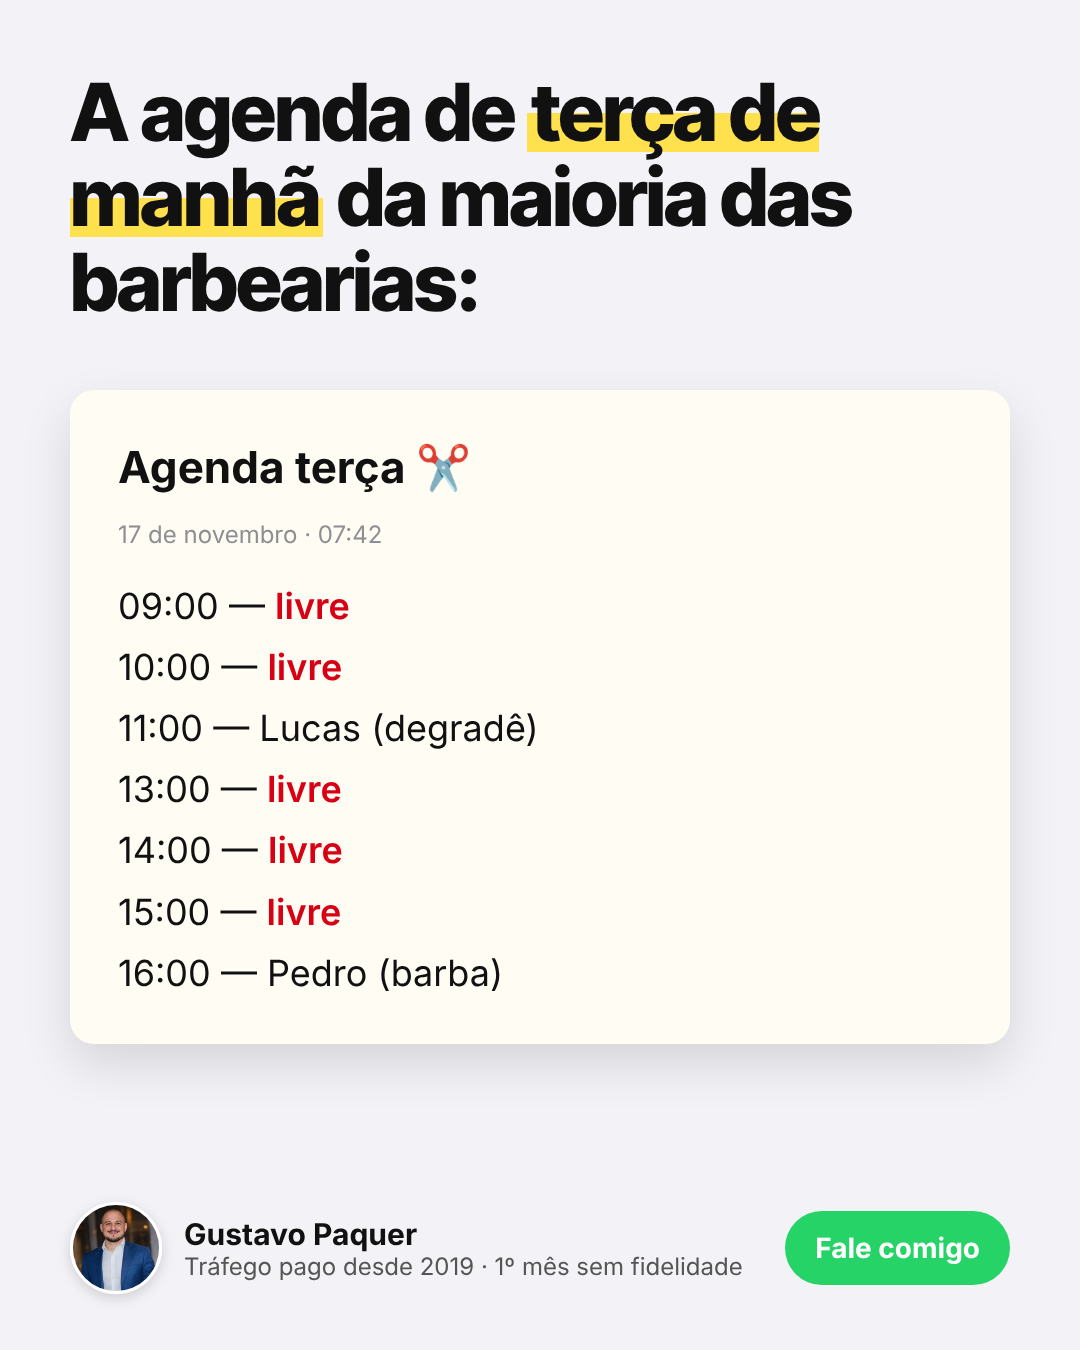 A agenda de terça de
manhã da maioria das
barbearias:
Agenda terça ✂️
17 de novembro · 07:42
09:00 — livre
10:00 — livre
11:00 — Lucas (degradê)
13:00 — livre
14:00 — livre
15:00 — livre
16:00 — Pedro (barba)
Gustavo Paquer
Tráfego pago desde 2019 · 1º mês sem fidelidade
Fale comigo